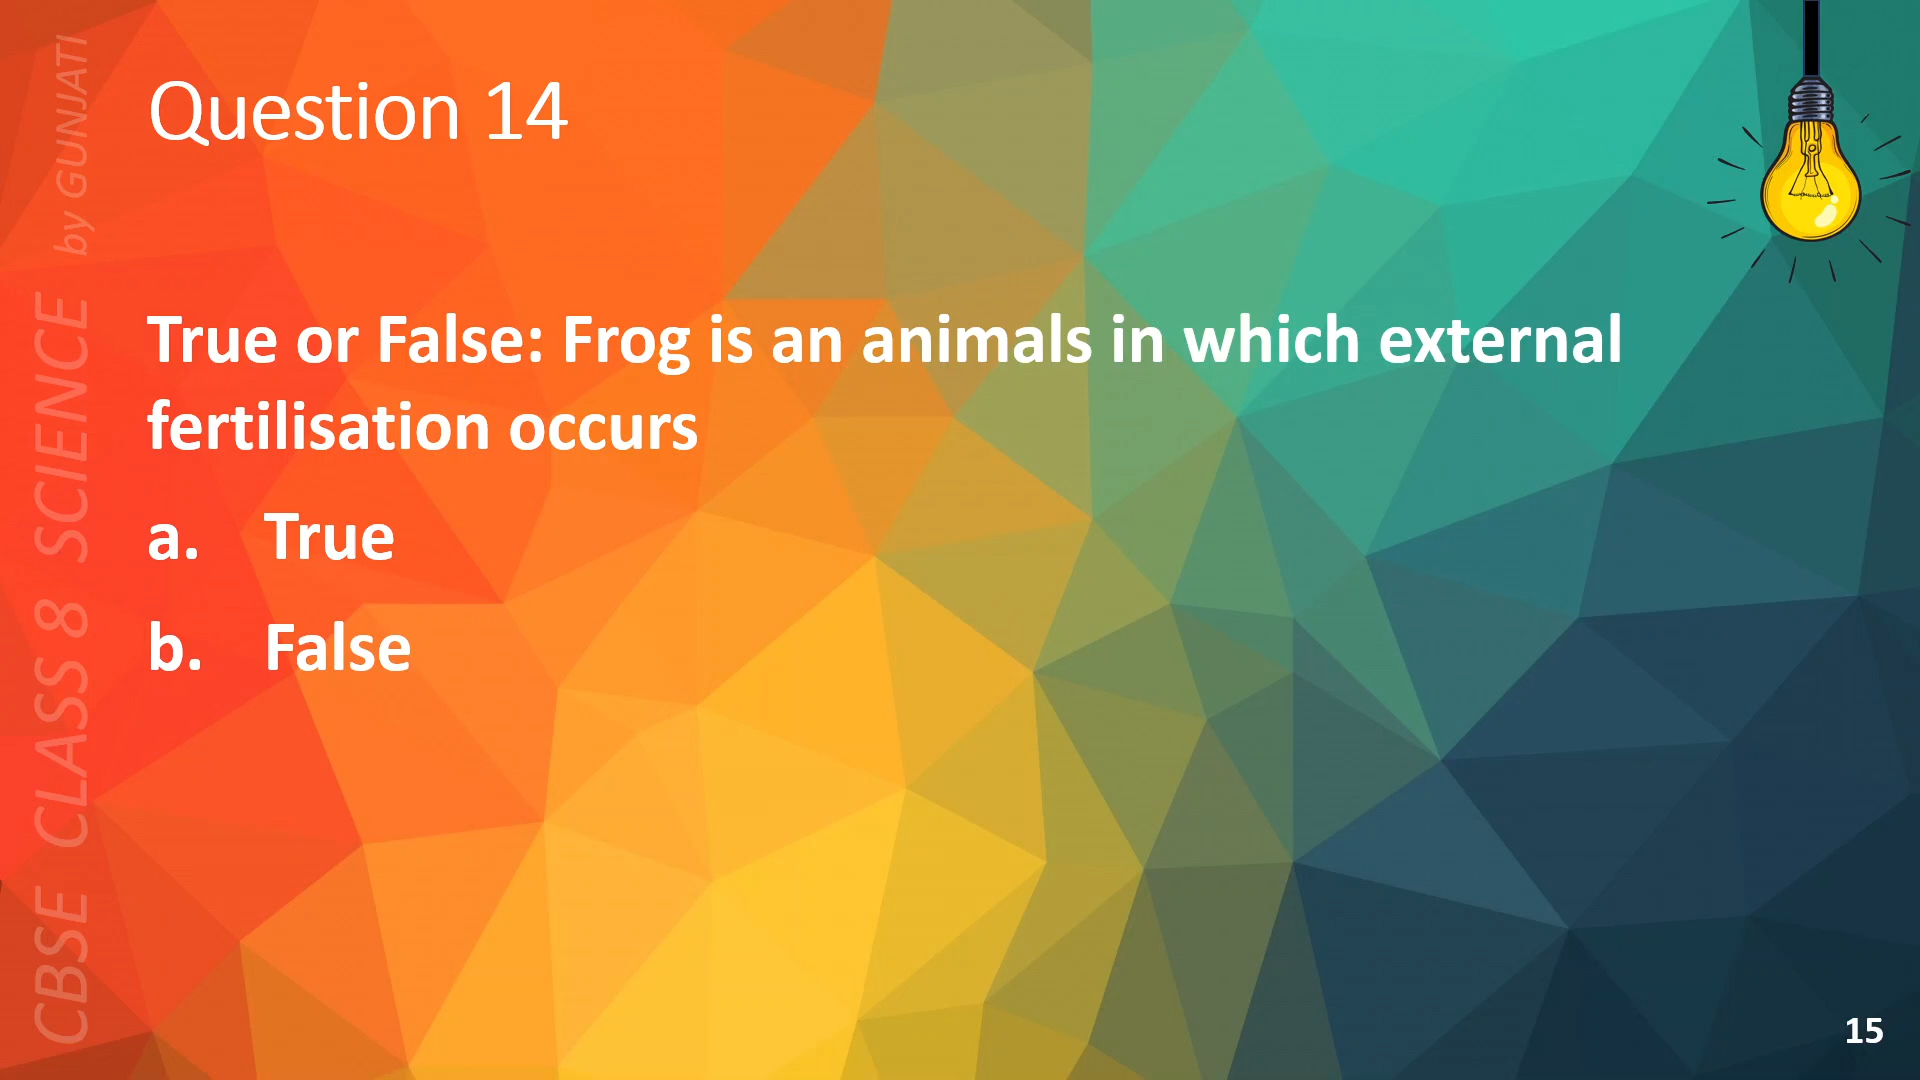 Question 14
True or False: Frog is an animals in which external
fertilisation occurs
a. True
b. False
CBSE CLASS 8 SCIENCE by GUNJATI
15